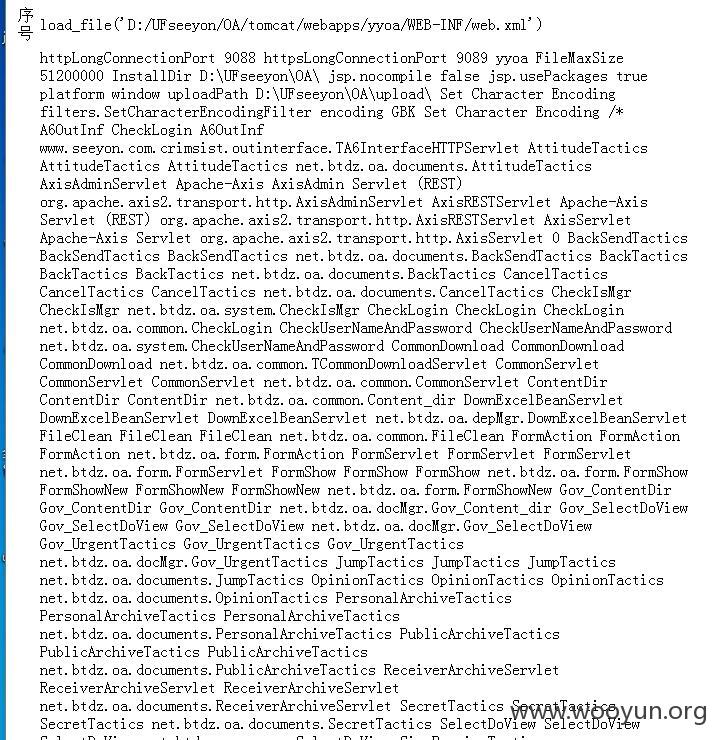 序号
load_file('D:/UFseeyon/OA/tomcat/webapps/yyoa/WEB-INF/web.xml')
httpLongConnectionPort 9088 httpsLongConnectionPort 9089 yyoa FileMaxSize
51200000 InstallDir D:\UFseeyon\OA\ jsp.nocompile false jsp.usePackages true
platform window uploadPath D:\UFseeyon\OA\upload\ Set Character Encoding
filters.SetCharacterEncodingFilter encoding GBK Set Character Encoding /*
A6OutInf CheckLogin A6OutInf
www.seeyon.com.crimsist.outinterface.TA6InterfaceHTTPServlet AttitudeTactics
AttitudeTactics AttitudeTactics net.btdz.oa.documents.AttitudeTactics
AxisAdminServlet Apache-Axis AxisAdmin Servlet (REST)
org.apache.axis2.transport.http.AxisAdminServlet AxisRESTServlet Apache-Axis
Servlet (REST) org.apache.axis2.transport.http.AxisRESTServlet AxisServlet
Apache-Axis Servlet org.apache.axis2.transport.http.AxisServlet 0 BackSendTactics
BackSendTactics BackSendTactics net.btdz.oa.documents.BackSendTactics BackTactics
BackTactics BackTactics net.btdz.oa.documents.BackTactics CancelTactics
CancelTactics CancelTactics net.btdz.oa.documents.CancelTactics CheckIsMgr
CheckIsMgr net.btdz.oa.system.CheckIsMgr CheckLogin CheckLogin CheckLogin
net.btdz.oa.common.CheckLogin CheckUserNameAndPassword CheckUserNameAndPassword
net.btdz.oa.system.CheckUserNameAndPassword CommonDownload CommonDownload
CommonDownload net.btdz.oa.common.TCommonDownloadServlet CommonServlet
CommonServlet CommonServlet net.btdz.oa.common.CommonServlet ContentDir
ContentDir ContentDir net.btdz.oa.common.Content_dir DownExcelBeanServlet
DownExcelBeanServlet DownExcelBeanServlet net.btdz.oa.depMgr.DownExcelBeanServlet
FileClean FileClean FileClean net.btdz.oa.common.FileClean FormAction FormAction
FormAction net.btdz.oa.form.FormAction FormServlet FormServlet FormServlet
net.btdz.oa.form.FormServlet FormShow FormShow FormShow net.btdz.oa.form.FormShow
FormShowNew FormShowNew FormShowNew net.btdz.oa.form.FormShowNew Gov_ContentDir
Gov_ContentDir Gov_ContentDir net.btdz.oa.docMgr.Gov_Content_dir Gov_SelectDoView
Gov_SelectDoView Gov_SelectDoView net.btdz.oa.docMgr.Gov_SelectDoView
Gov_UrgentTactics Gov_UrgentTactics Gov_UrgentTactics
net.btdz.oa.docMgr.Gov_UrgentTactics JumpTactics JumpTactics JumpTactics
net.btdz.oa.documents.JumpTactics OpinionTactics OpinionTactics OpinionTactics
net.btdz.oa.documents.OpinionTactics PersonalArchiveTactics
PersonalArchiveTactics PersonalArchiveTactics
net.btdz.oa.documents.PersonalArchiveTactics PublicArchiveTactics
PublicArchiveTactics PublicArchiveTactics
net.btdz.oa.documents.PublicArchiveTactics ReceiverArchiveServlet
ReceiverArchiveServlet ReceiverArchiveServlet
net.btdz.oa.documents.ReceiverArchiveServlet SecretTactics SecretTactics
SecretTactics net.btdz.oa.documents.SecretTactics SelectDoView SelectDoView
www.wooyun.org